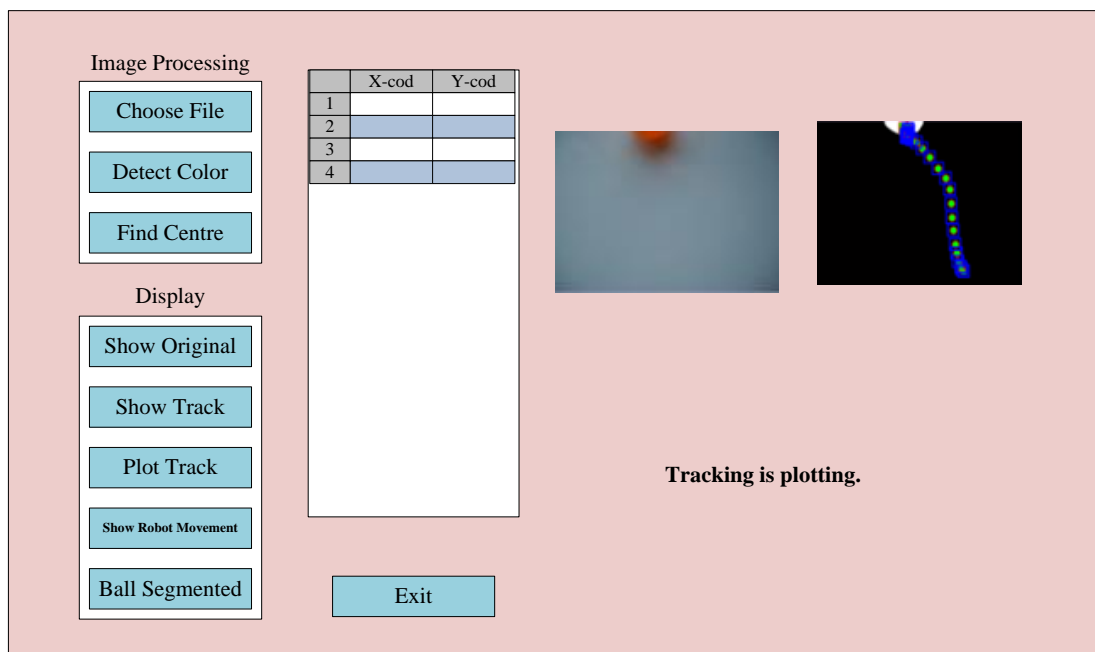 Image Processing
Choose File
Detect Color
Find Centre
Display
Show Original
Show Track
Plot Track
Show Robot Movement
Ball Segmented
X-cod Y-cod
1
2
3
4
Exit
Tracking is plotting.